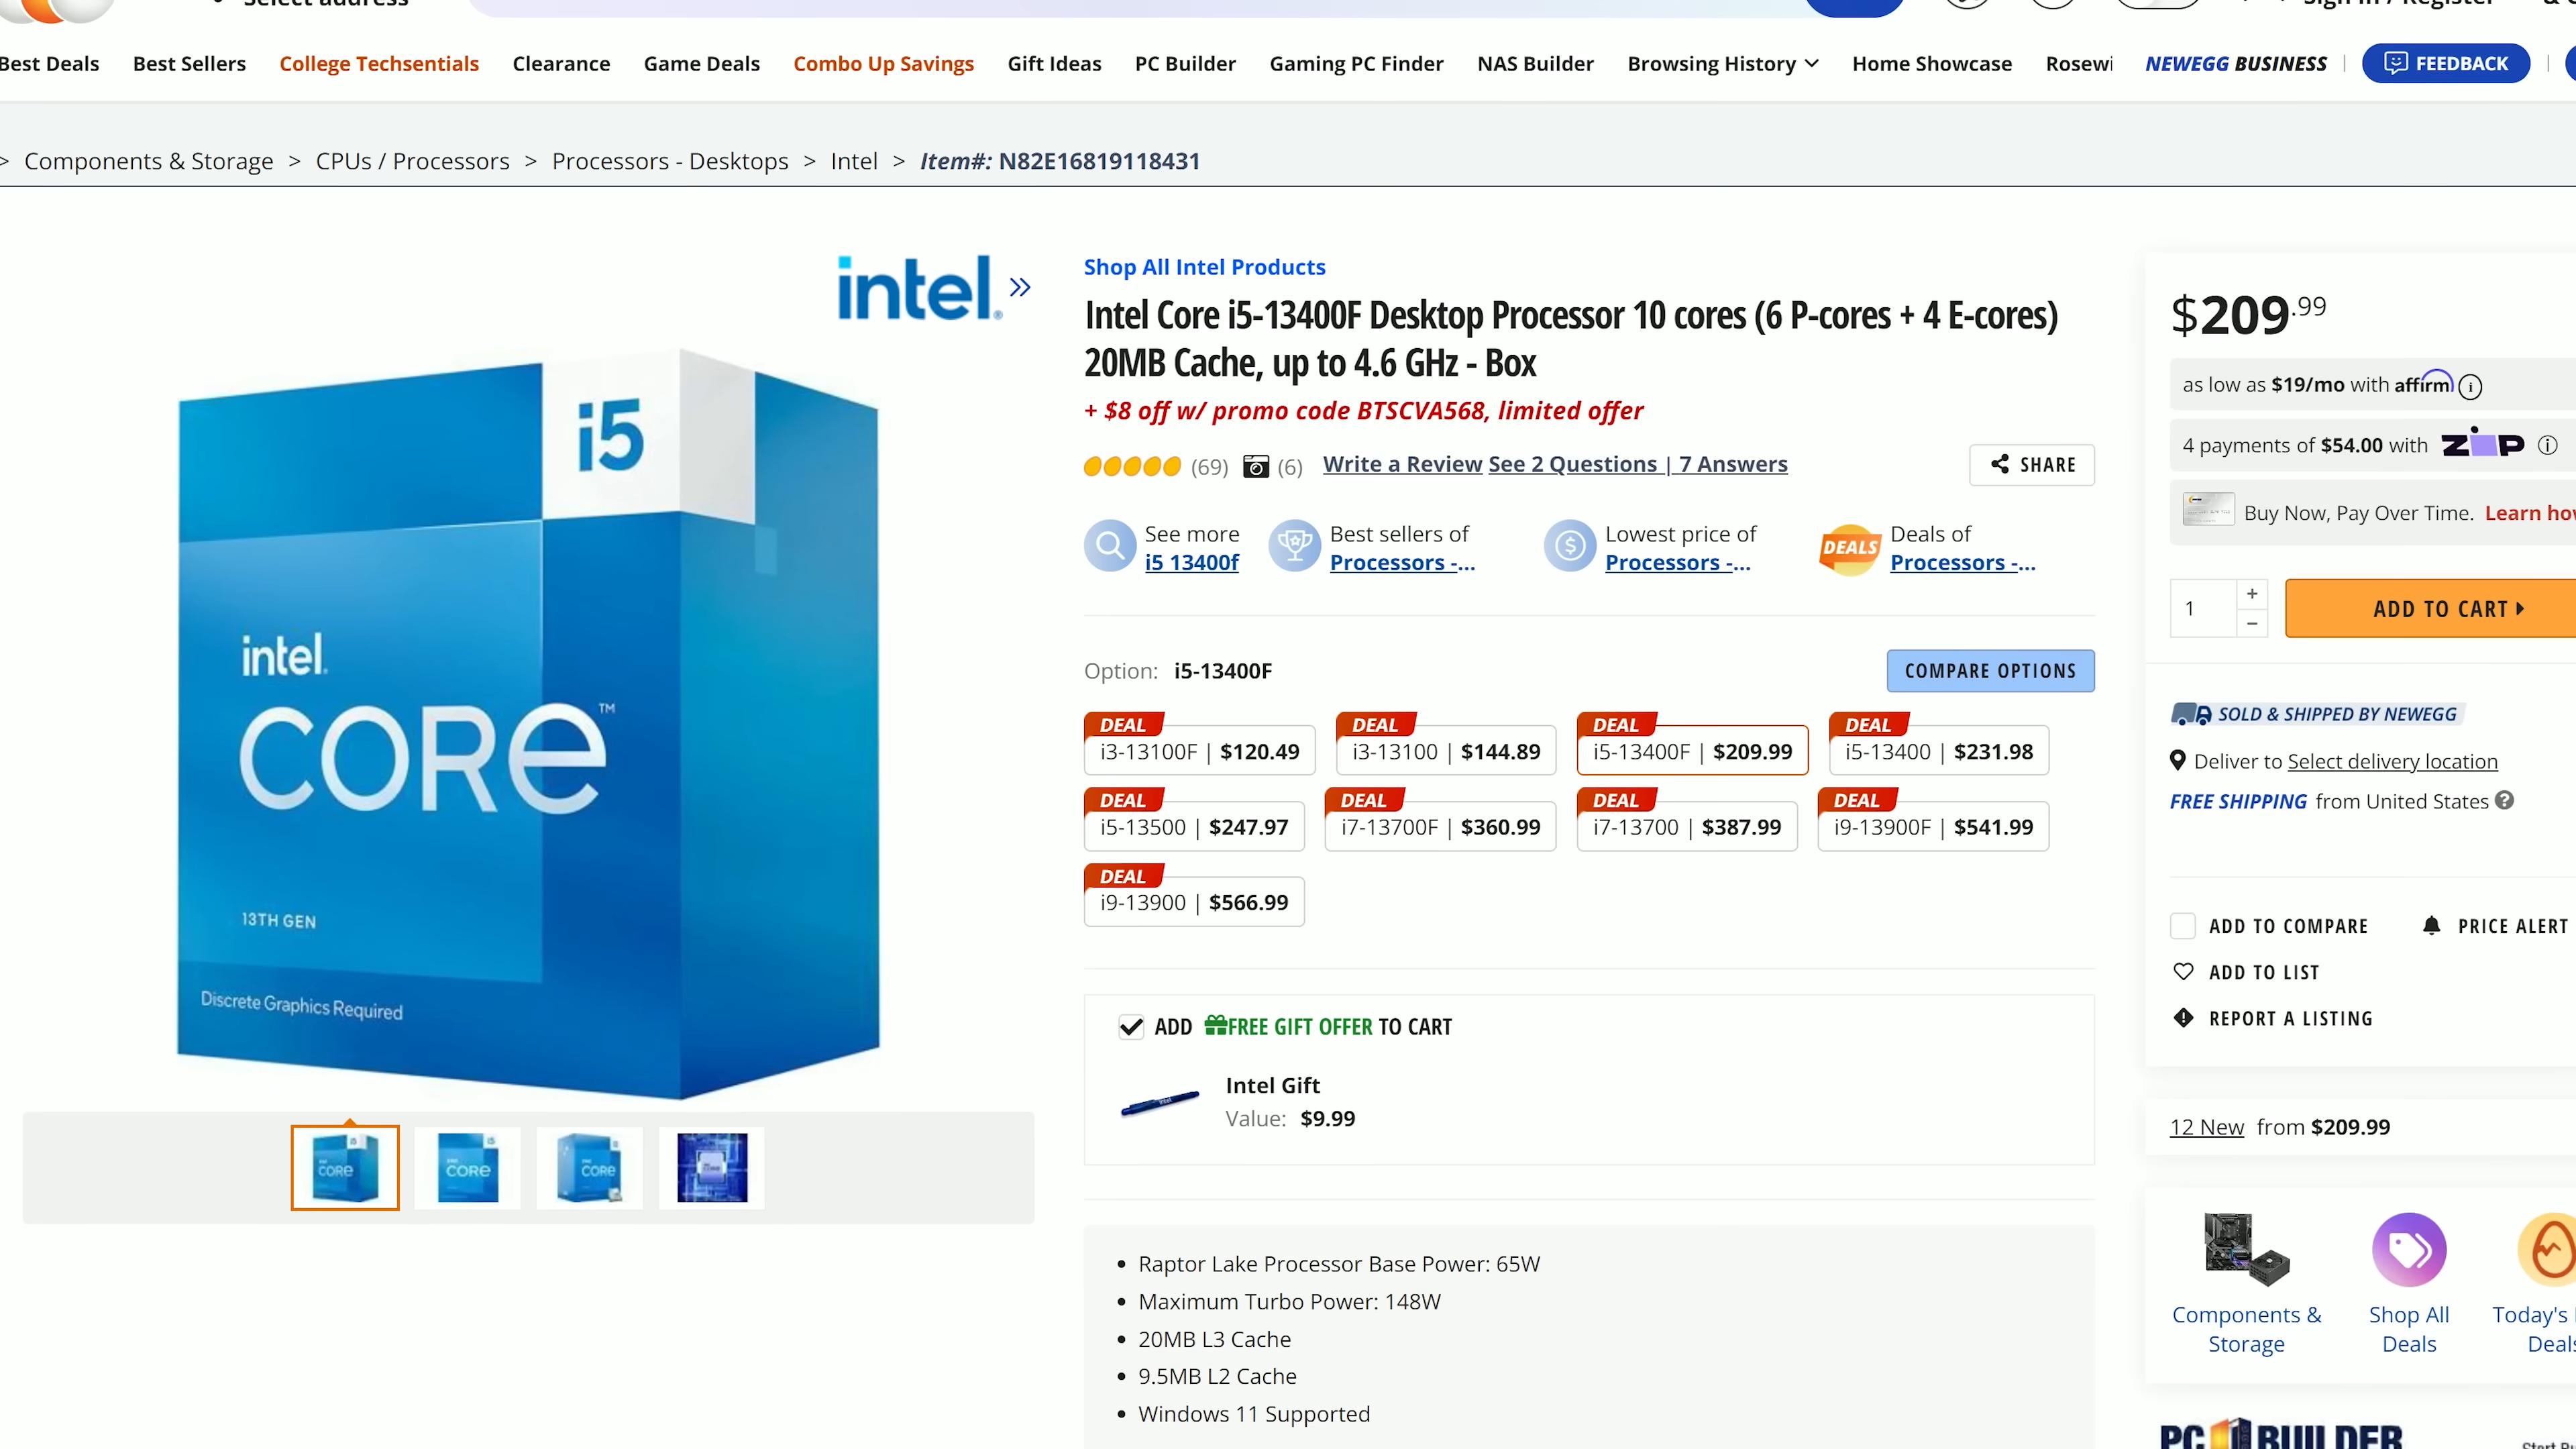 Select address
Best Deals Best Sellers College Techsentials Clearance Game Deals Combo Up Savings Gift Ideas PC Builder Gaming PC Finder NAS Builder Browsing History Home Showcase NEWEGG BUSINESS | FEEDBACK |
> Components & Storage > CPUs / Processors > Processors - Desktops > Intel > Item#: N82E16819118431
intel.
i5
intel.
CORE™
13TH GEN
Discrete Graphics Required
Shop All Intel Products
Intel Core i5-13400F Desktop Processor 10 cores (6 P-cores + 4 E-cores)
20MB Cache, up to 4.6 GHz - Box
+ $8 off w/ promo code BTSCVA568, limited offer
(69) (6) Write a Review See 2 Questions | 7 Answers SHARE
See more
i5 13400f
Best sellers of
Processors -...
Lowest price of
Processors -...
DEALS
Deals of
Processors -...
Option: i5-13400F COMPARE OPTIONS
DEAL DEAL DEAL DEAL
i3-13100F | $120.49 i3-13100 | $144.89 i5-13400F | $209.99 i5-13400 | $231.98
DEAL DEAL DEAL DEAL
i5-13500 | $247.97 i7-13700F | $360.99 i7-13700 | $387.99 i9-13900F | $541.99
DEAL
i9-13900 | $566.99
ADD FREE GIFT OFFER TO CART
Intel Gift
Value: $9.99
• Raptor Lake Processor Base Power: 65W
• Maximum Turbo Power: 148W
• 20MB L3 Cache
• 9.5MB L2 Cache
• Windows 11 Supported
$209.99
as low as $19/mo with affirm
4 payments of $54.00 with ZIP
Buy Now, Pay Over Time. Learn how
1 + − ADD TO CART
SOLD & SHIPPED BY NEWEGG
Deliver to Select delivery location
FREE SHIPPING from United States
ADD TO COMPARE PRICE ALERT
ADD TO LIST
REPORT A LISTING
12 New from $209.99
Components &
Storage
Shop All
Deals
Today's
Deals
PC BUILDER